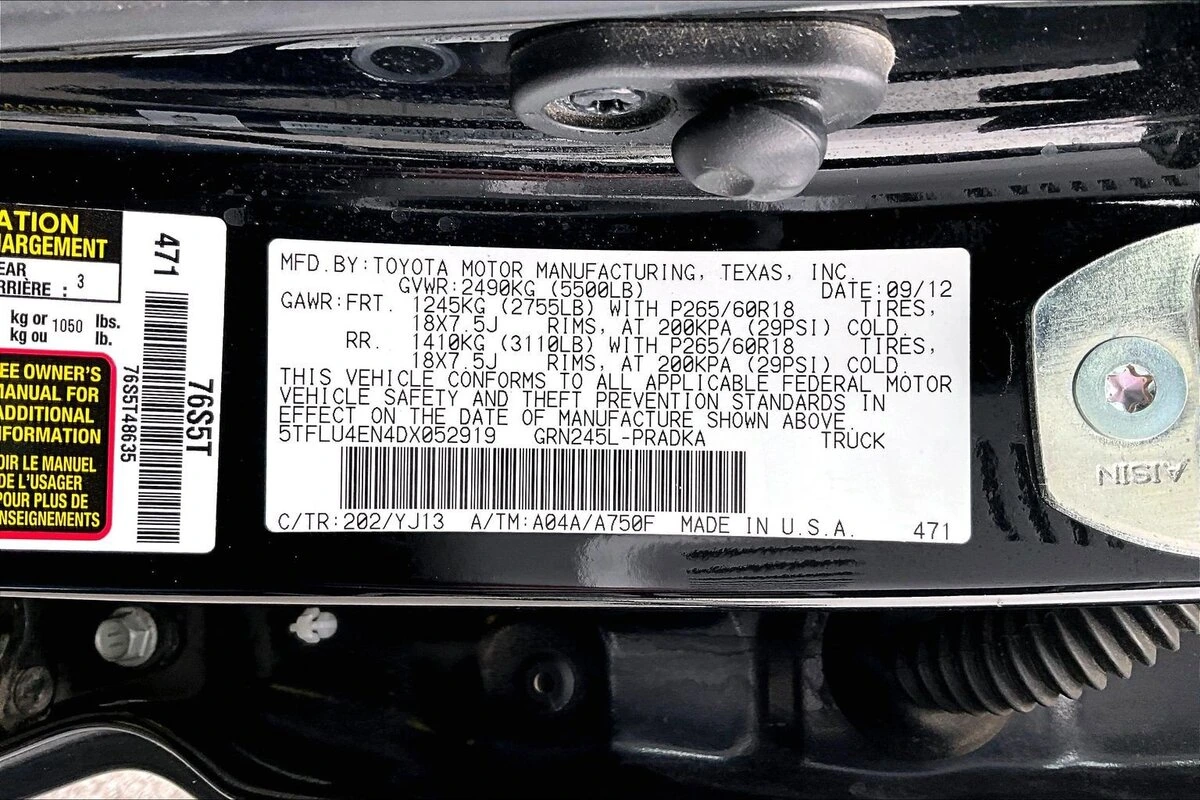 ATION
HARGEMENT
EAR
RRIÈRE : 3
kg or 1050 lbs.
kg ou lb.
EE OWNER'S
MANUAL FOR
ADDITIONAL
NFORMATION
OIR LE MANUEL
DE L'USAGER
POUR PLUS DE
NSEIGNEMENTS
471
76S5T48635
76S5T
MFD.BY:TOYOTA MOTOR MANUFACTURING, TEXAS, INC.
GVWR:2490KG (5500LB) DATE:09/12
GAWR:FRT. 1245KG (2755LB) WITH P265/60R18 TIRES,
18X7.5J RIMS, AT 200KPA (29PSI) COLD.
RR. 1410KG (3110LB) WITH P265/60R18 TIRES,
18X7.5J RIMS, AT 200KPA (29PSI) COLD.
THIS VEHICLE CONFORMS TO ALL APPLICABLE FEDERAL MOTOR
VEHICLE SAFETY AND THEFT PREVENTION STANDARDS IN
EFFECT ON THE DATE OF MANUFACTURE SHOWN ABOVE.
5TFLU4EN4DX052919 GRN245L-PRADKA TRUCK
C/TR:202/YJ13 A/TM:A04A/A750F MADE IN U.S.A. 471
AISIN